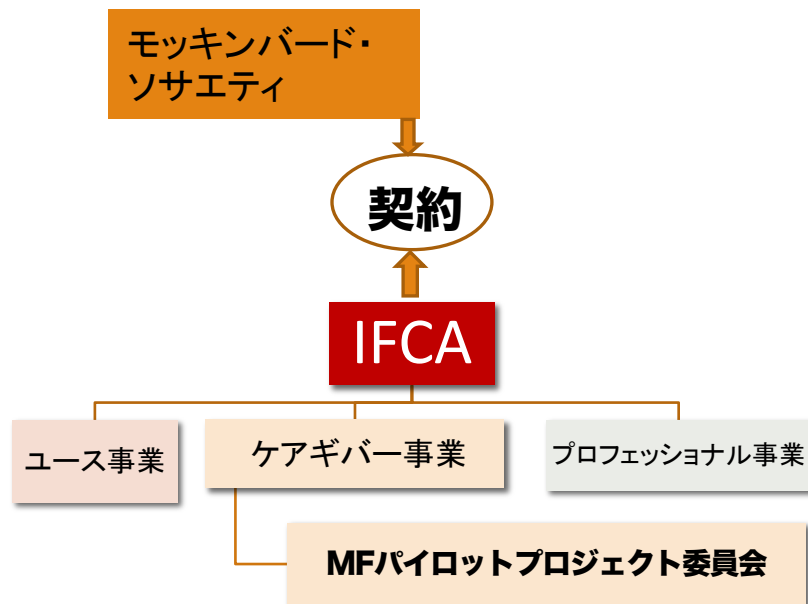 モッキンバード・
ソサエティ
契約
IFCA
ユース事業
ケアギバー事業
プロフェッショナル事業
MFパイロットプロジェクト委員会